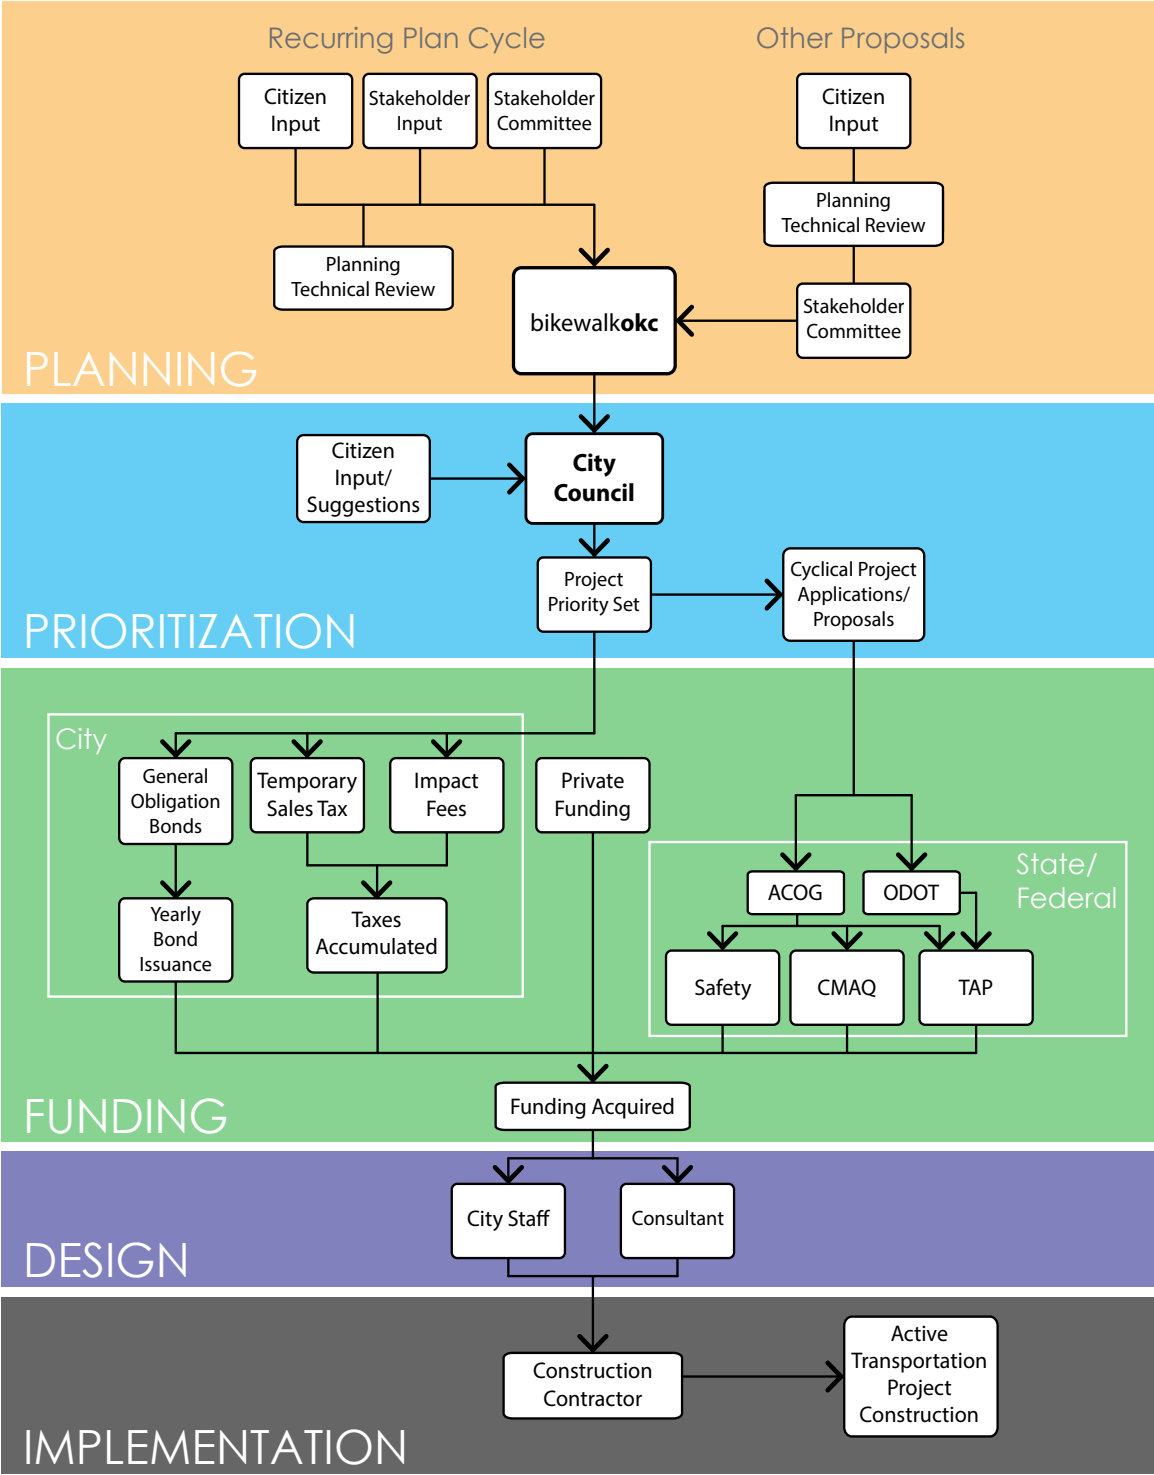 Recurring Plan Cycle
Other Proposals
Citizen
Input
Stakeholder
Input
Stakeholder
Committee
Citizen
Input
Planning
Technical Review
Planning
Technical Review
bikewalkokc
Stakeholder
Committee
PLANNING
Citizen
Input/
Suggestions
City
Council
Project
Priority Set
Cyclical Project
Applications/
Proposals
PRIORITIZATION
City
General
Obligation
Bonds
Temporary
Sales Tax
Impact
Fees
Private
Funding
State/
Federal
ACOG
ODOT
Yearly
Bond
Issuance
Taxes
Accumulated
Safety
CMAQ
TAP
Funding Acquired
FUNDING
City Staff
Consultant
DESIGN
Construction
Contractor
Active
Transportation
Project
Construction
IMPLEMENTATION